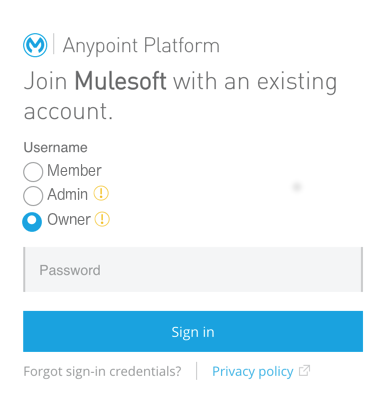 Anypoint Platform
Join Mulesoft with an existing
account.
Username
Member
Admin
Owner
Password
Sign in
Forgot sign-in credentials? Privacy policy